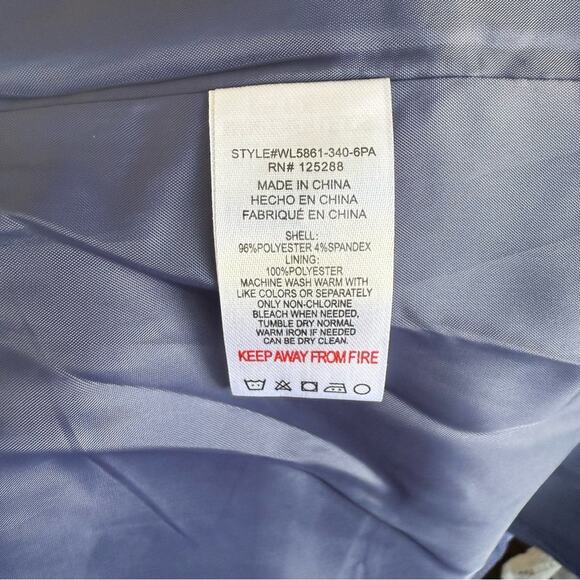 STYLE#WL5861-340-6PA
RN# 125288
MADE IN CHINA
HECHO EN CHINA
FABRIQUÉ EN CHINA
SHELL:
96%POLYESTER 4%SPANDEX
LINING:
100%POLYESTER
MACHINE WASH WARM WITH
LIKE COLORS OR SEPARATELY
ONLY NON-CHLORINE
BLEACH WHEN NEEDED,
TUMBLE DRY NORMAL
WARM IRON IF NEEDED
CAN BE DRY CLEAN.
KEEP AWAY FROM FIRE